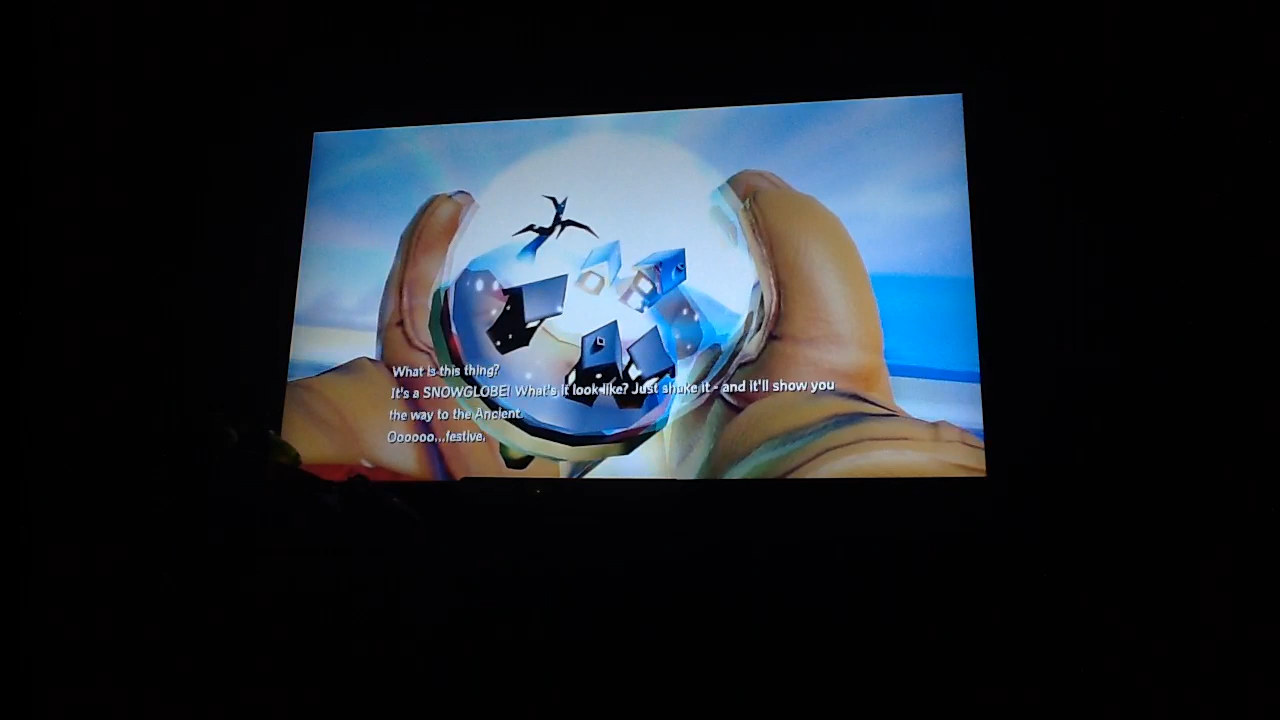 What is this thing?
It's a SNOWGLOBE! What's it look like? Just shake it - and it'll show you
the way to the Ancient.
Oooooo...festive.